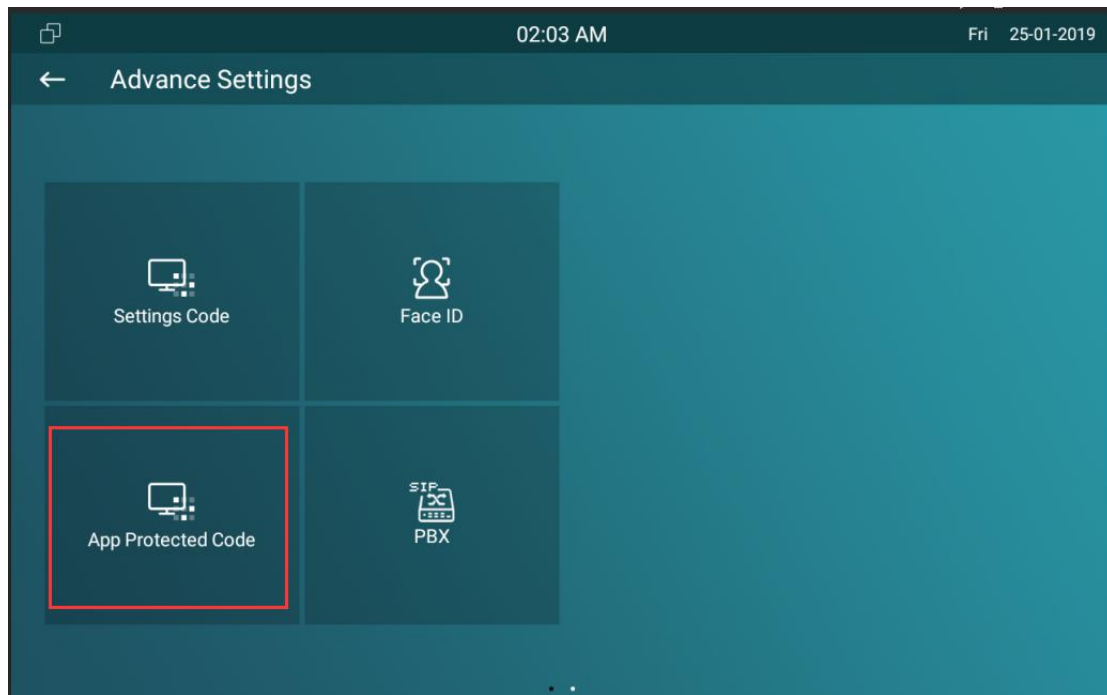 02:03 AM Fri 25-01-2019
Advance Settings
Settings Code
Face ID
App Protected Code
SIP
PBX